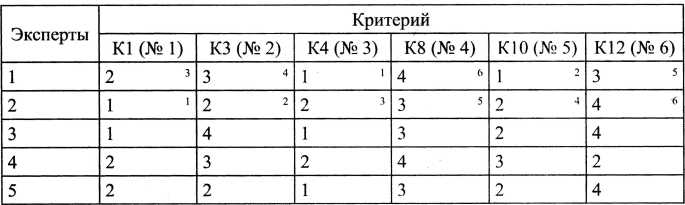 Эксперты Критерий
К1 (№ 1) К3 (№ 2) К4 (№ 3) К8 (№ 4) К10 (№ 5) К12 (№ 6)
1 2 3 3 4 1 1 4 6 1 2 3 5
2 1 1 2 2 2 3 3 5 2 4 4 6
3 1 4 1 3 2 4
4 2 3 2 4 3 2
5 2 2 1 3 2 4